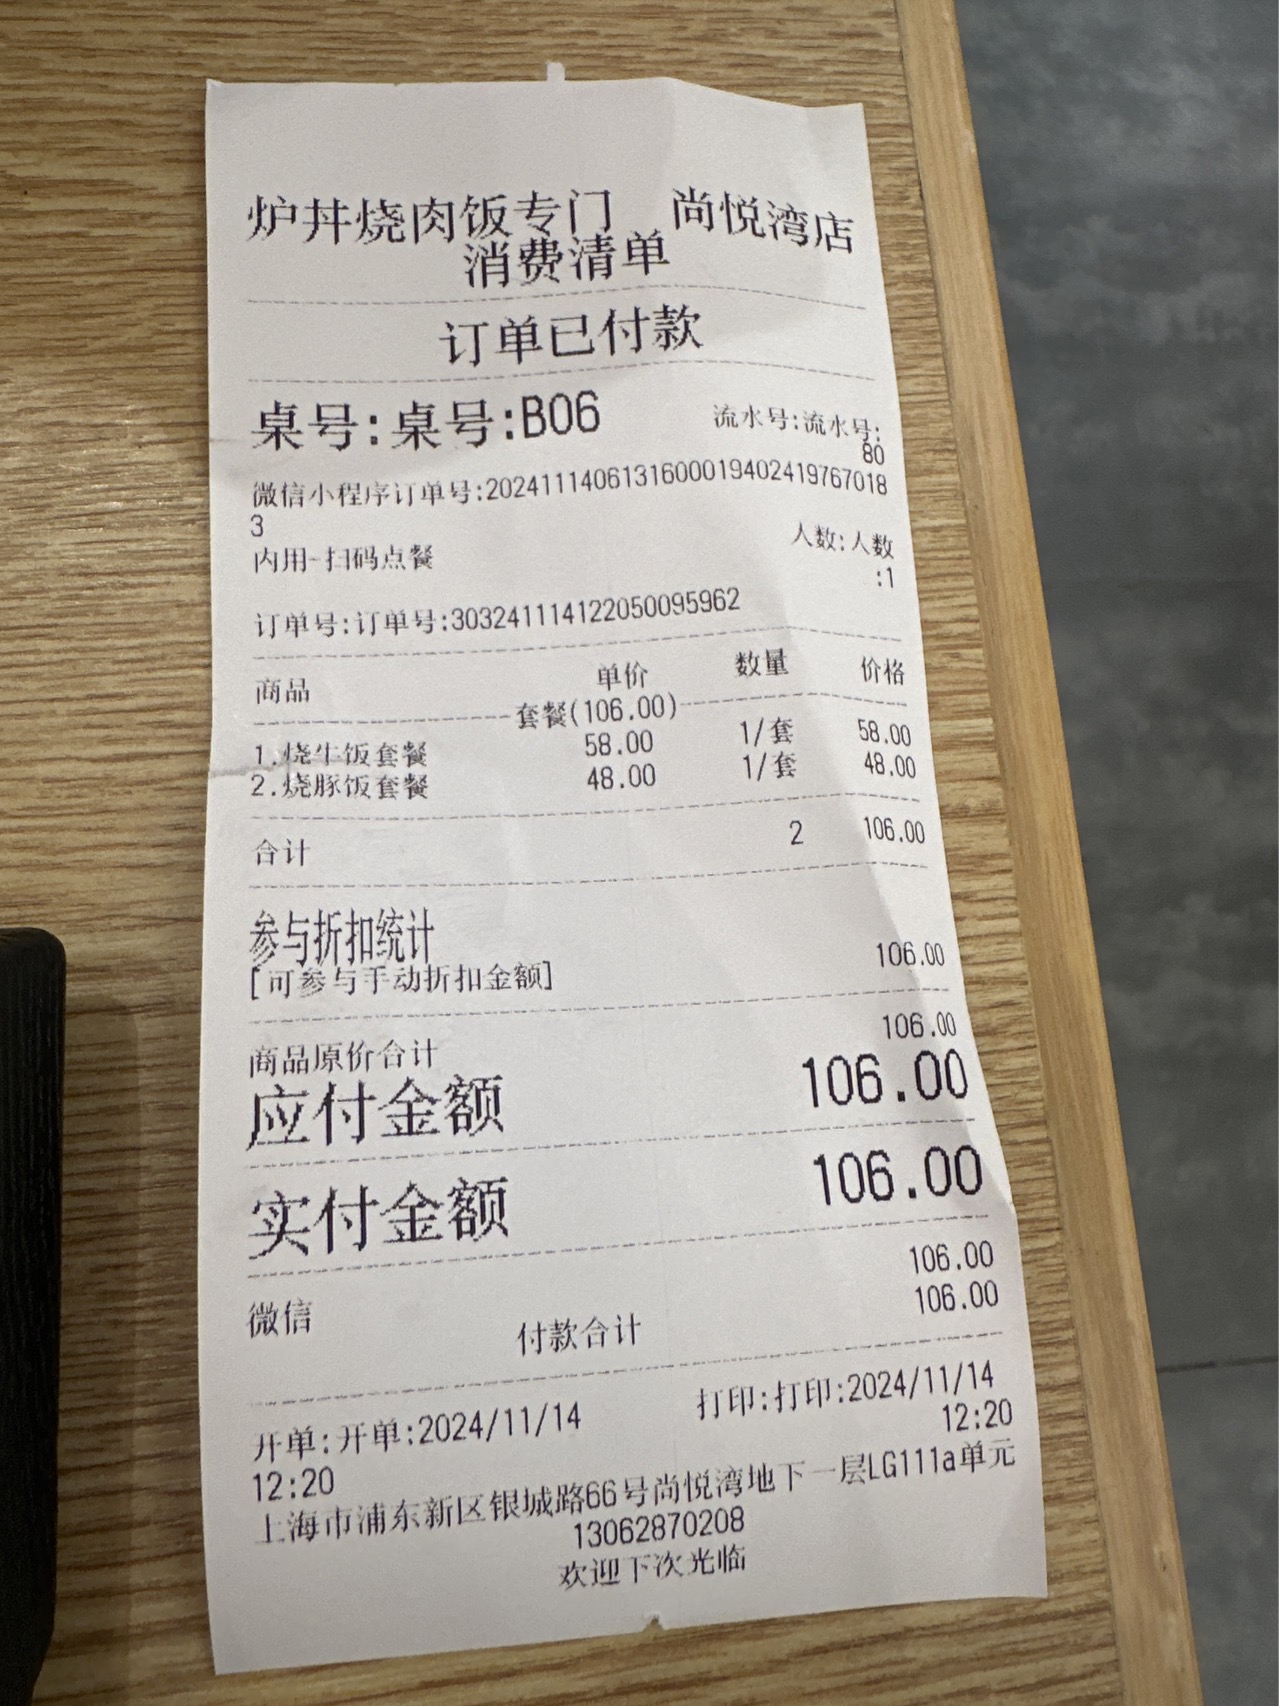 炉丼烧肉饭专门 尚悦湾店
消费清单
订单已付款
桌号:桌号:B06 流水号:流水号:
80
微信小程序订单号:2024111406131600019402419767018
3
内用-扫码点餐 人数:人数
:1
订单号:订单号:3032411114122050095962
商品 单价 数量 价格
套餐(106.00)
1.烧牛饭套餐 58.00 1/套 58.00
2.烧豚饭套餐 48.00 1/套 48.00
合计 2 106.00
参与折扣统计
[可参与手动折扣金额] 106.00
商品原价合计 106.00
应付金额 106.00
实付金额 106.00
微信 106.00
付款合计 106.00
开单:开单:2024/11/14 打印:打印:2024/11/14
12:20 12:20
上海市浦东新区银城路66号尚悦湾地下一层LG111a单元
13062870208
欢迎下次光临